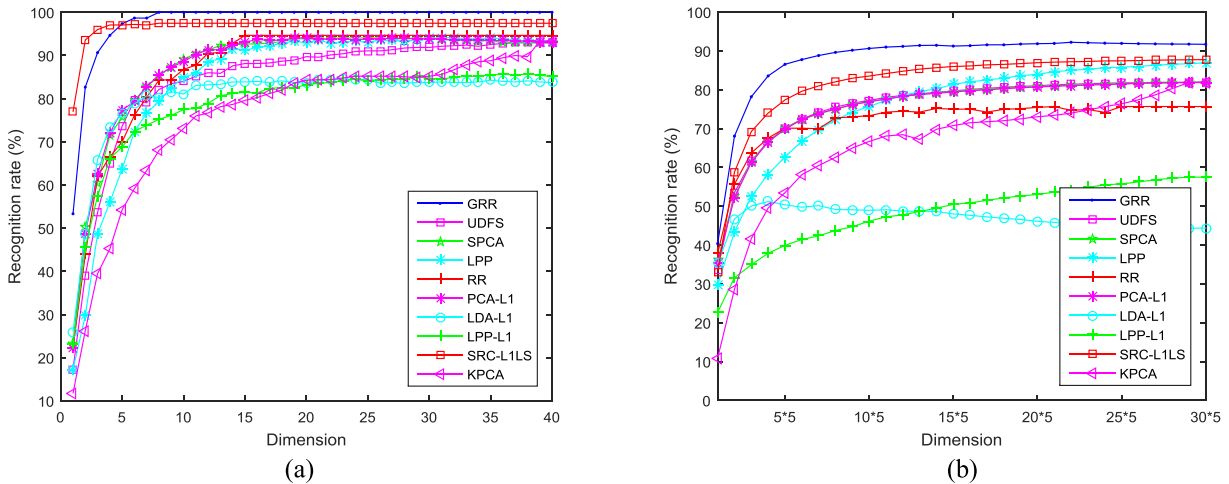 Recognition rate (%)
100
90
80
70
60
50
40
30
20
10
0
5
10
15
20
25
30
35
40
Dimension
GRR
UDFS
SPCA
LPP
RR
PCA-L1
LDA-L1
LPP-L1
SRC-L1LS
KPCA
(a)
Recognition rate (%)
100
90
80
70
60
50
40
30
20
10
0
5*5
10*5
15*5
20*5
25*5
30*5
Dimension
GRR
UDFS
SPCA
LPP
RR
PCA-L1
LDA-L1
LPP-L1
SRC-L1LS
KPCA
(b)